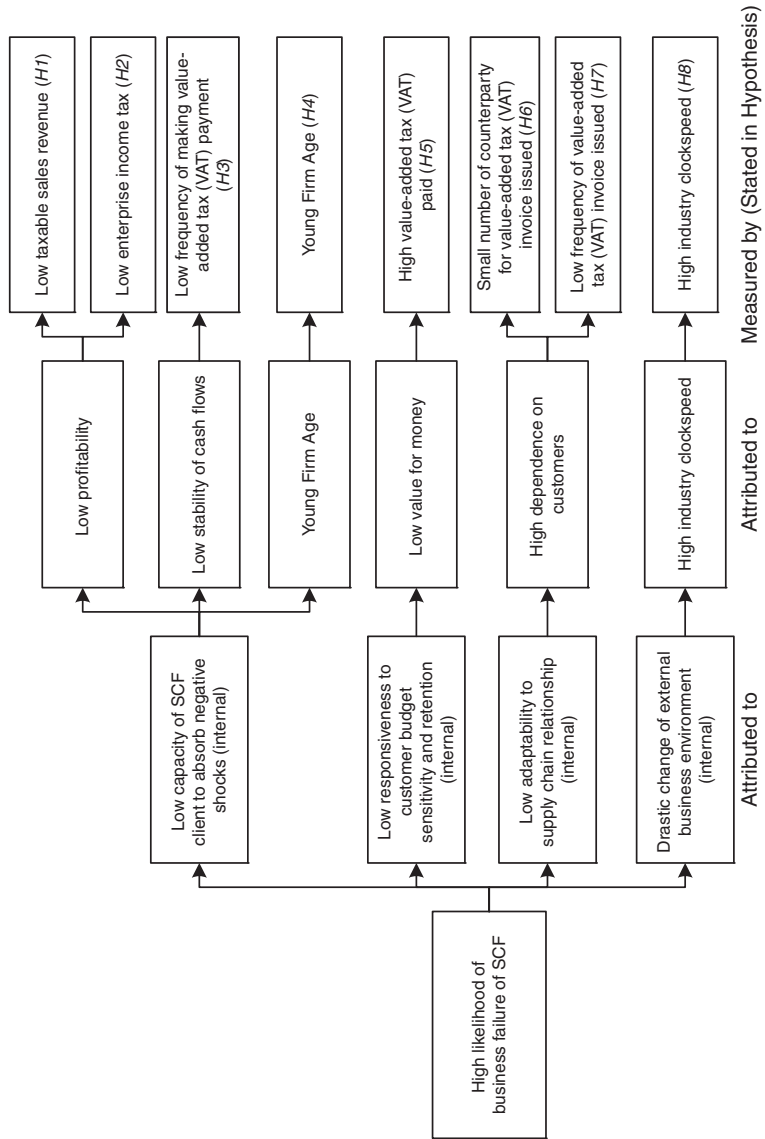 High likelihood of
business failure of SCF
Low capacity of SCF
client to absorb negative
shocks (internal)
Low responsiveness to
customer budget
sensitivity and retention
(internal)
Low adaptability to
supply chain relationship
(internal)
Drastic change of external
business environment
(internal)
Attributed to
Low profitability
Low stability of cash flows
Young Firm Age
Low value for money
High dependence on
customers
High industry clockspeed
Attributed to
Low taxable sales revenue (H1)
Low enterprise income tax (H2)
Low frequency of making value-
added tax (VAT) payment
(H3)
Young Firm Age (H4)
High value-added tax (VAT)
paid (H5)
Small number of counterparty
for value-added tax (VAT)
invoice issued (H6)
Low frequency of value-added
tax (VAT) invoice issued (H7)
High industry clockspeed (H8)
Measured by (Stated in Hypothesis)